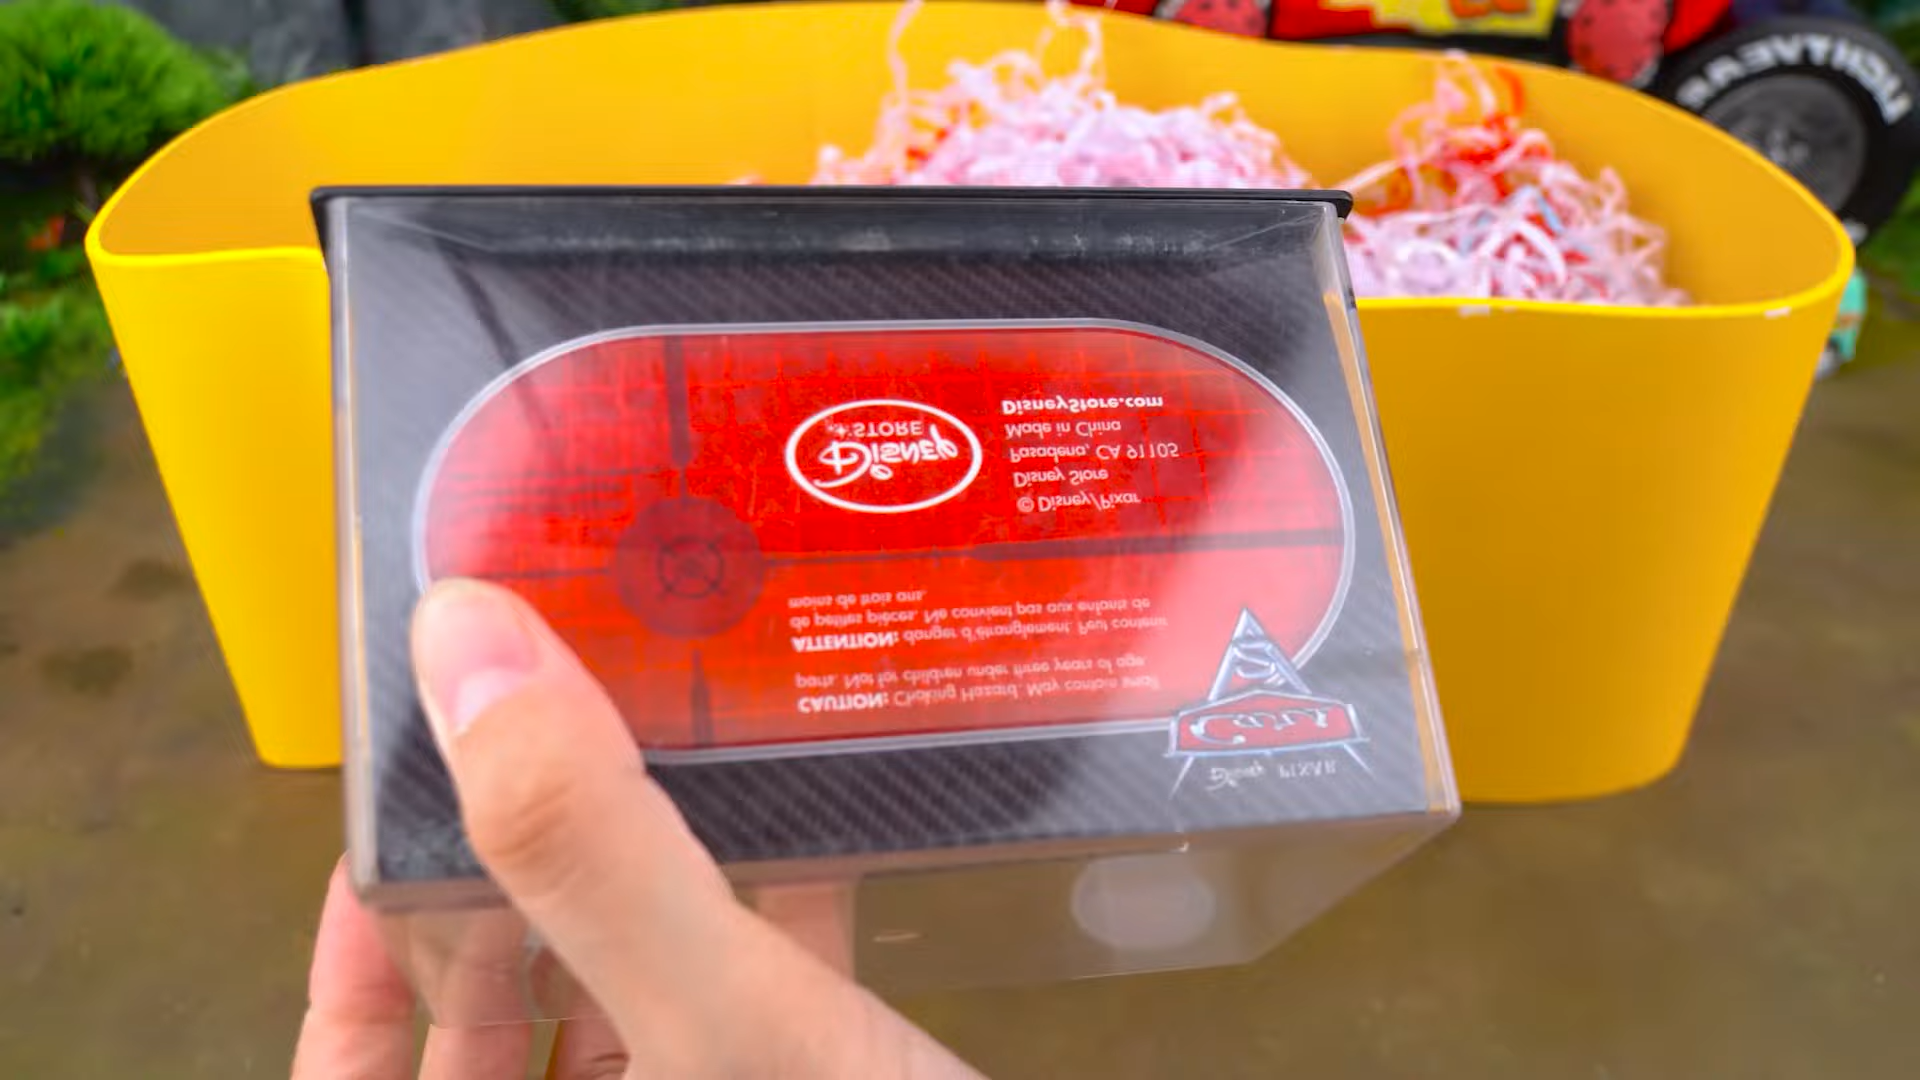 Disney PIXAR
Cars
2
CAUTION: Choking Hazard. May contain small
parts. Not for children under three years of age.
ATTENTION: danger d'étranglement. Peut contenir
de petites pièces. Ne convient pas aux enfants de
moins de trois ans.
Disney
STORE
© Disney/Pixar
Disney Store
Pasadena, CA 91105
Made in China
DisneyStore.com
LIGHTYEAR